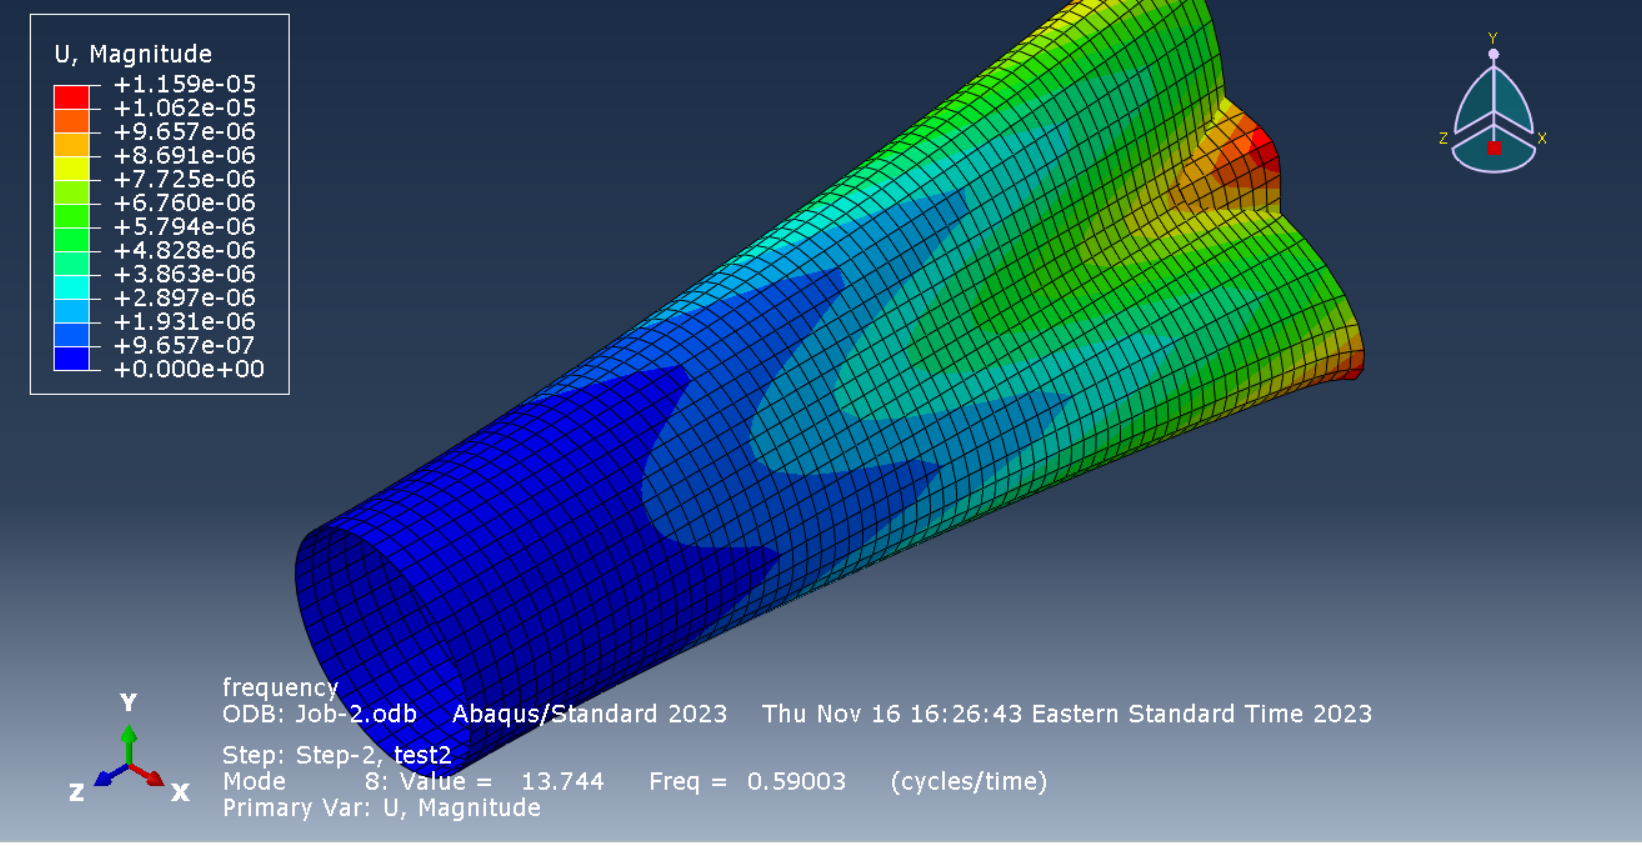 U, Magnitude
+1.159e-05
+1.062e-05
+9.657e-06
+8.691e-06
+7.725e-06
+6.760e-06
+5.794e-06
+4.828e-06
+3.863e-06
+2.897e-06
+1.931e-06
+9.657e-07
+0.000e+00
Y
Z
X
Y
Z
X
frequency
ODB: Job-2.odb Abaqus/Standard 2023 Thu Nov 16 16:26:43 Eastern Standard Time 2023
Step: Step-2, test2
Mode 8: Value = 13.744 Freq = 0.59003 (cycles/time)
Primary Var: U, Magnitude